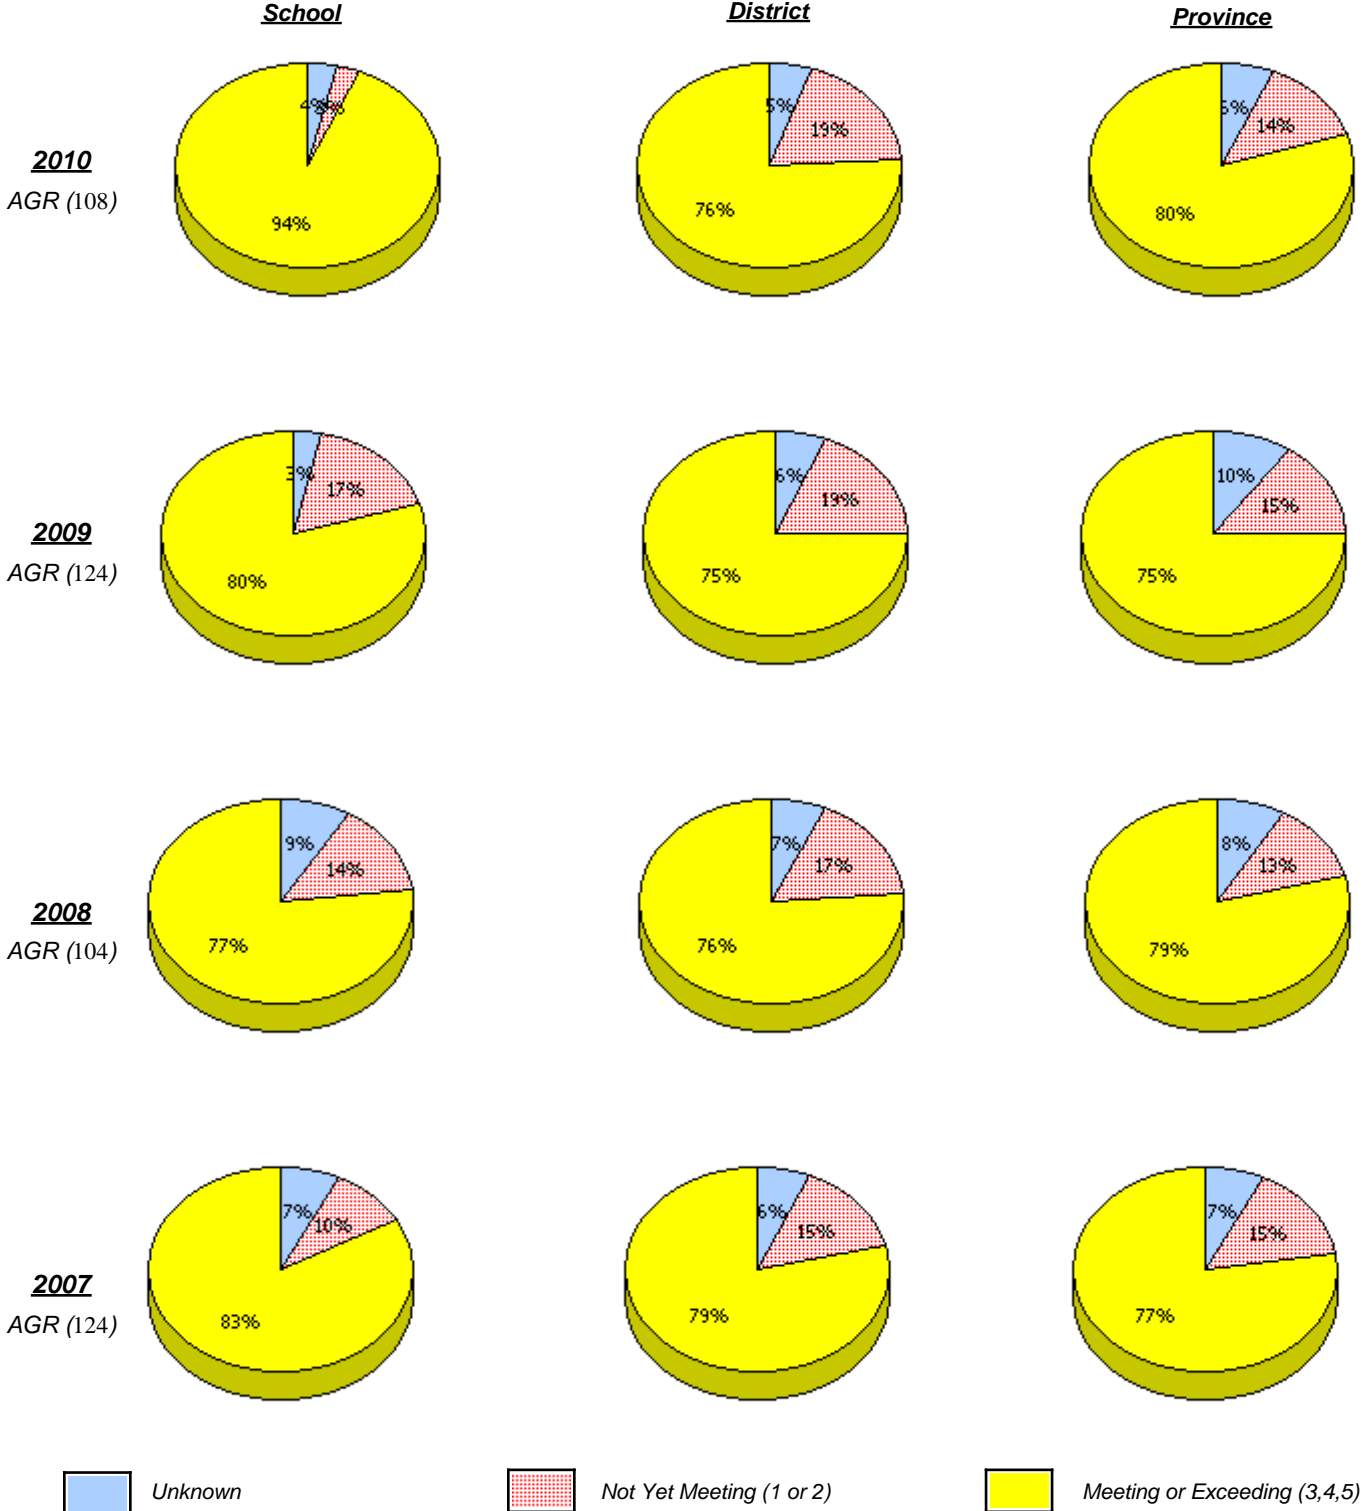 School District Province
2010
AGR (108)
4% 3% 94%
5% 19% 76%
6% 14% 80%
2009
AGR (124)
3% 17% 80%
6% 19% 75%
10% 15% 75%
2008
AGR (104)
9% 14% 77%
7% 17% 76%
8% 13% 79%
2007
AGR (124)
7% 10% 83%
6% 15% 79%
7% 15% 77%
Unknown Not Yet Meeting (1 or 2) Meeting or Exceeding (3,4,5)